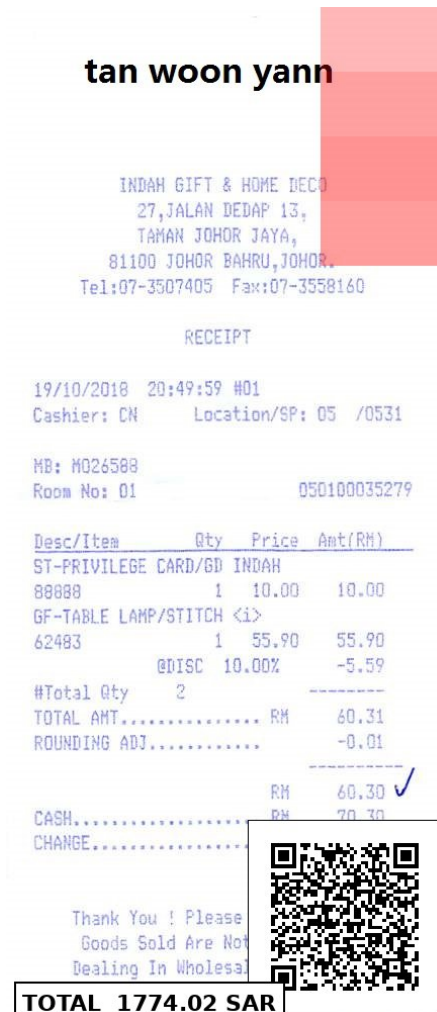 tan woon yann
INDAH GIFT & HOME DECO
27,JALAN DEDAP 13,
TAMAN JOHOR JAYA,
81100 JOHOR BAHRU,JOHOR.
Tel:07-3507405 Fax:07-3558160
RECEIPT
19/10/2018 20:49:59 #01
Cashier: CN Location/SP: 05 /0531
MB: M026588
Room No: 01 050100035279
Desc/Item Qty Price Amt(RM)
ST-PRIVILEGE CARD/GD INDAH
88888 1 10.00 10.00
GF-TABLE LAMP/STITCH <i>
62483 1 55.90 55.90
@DISC 10.00% -5.59
#Total Qty 2 --------
TOTAL AMT................ RM 60.31
ROUNDING ADJ............ -0.01
----------
RM 60.30
CASH.................... RM 70.30
CHANGE..................
Thank You ! Please
Goods Sold Are Not
Dealing In
TOTAL 1774.02 SAR